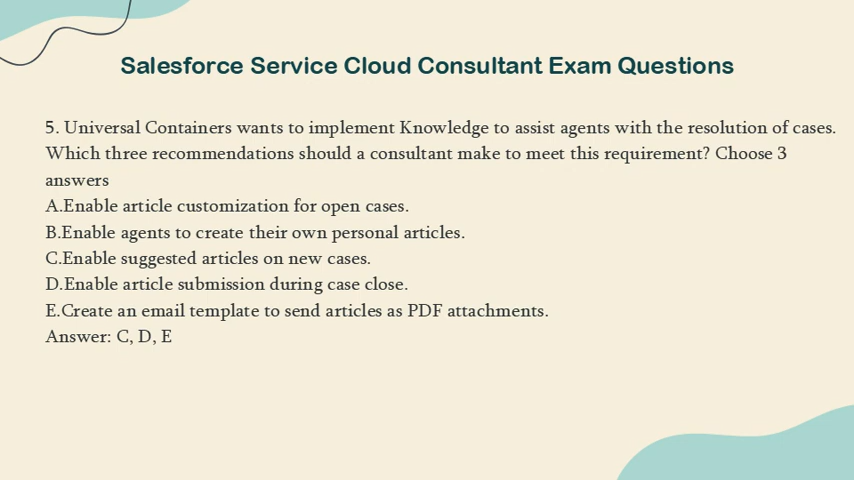 Salesforce Service Cloud Consultant Exam Questions
5. Universal Containers wants to implement Knowledge to assist agents with the resolution of cases.
Which three recommendations should a consultant make to meet this requirement? Choose 3
answers
A.Enable article customization for open cases.
B.Enable agents to create their own personal articles.
C.Enable suggested articles on new cases.
D.Enable article submission during case close.
E.Create an email template to send articles as PDF attachments.
Answer: C, D, E